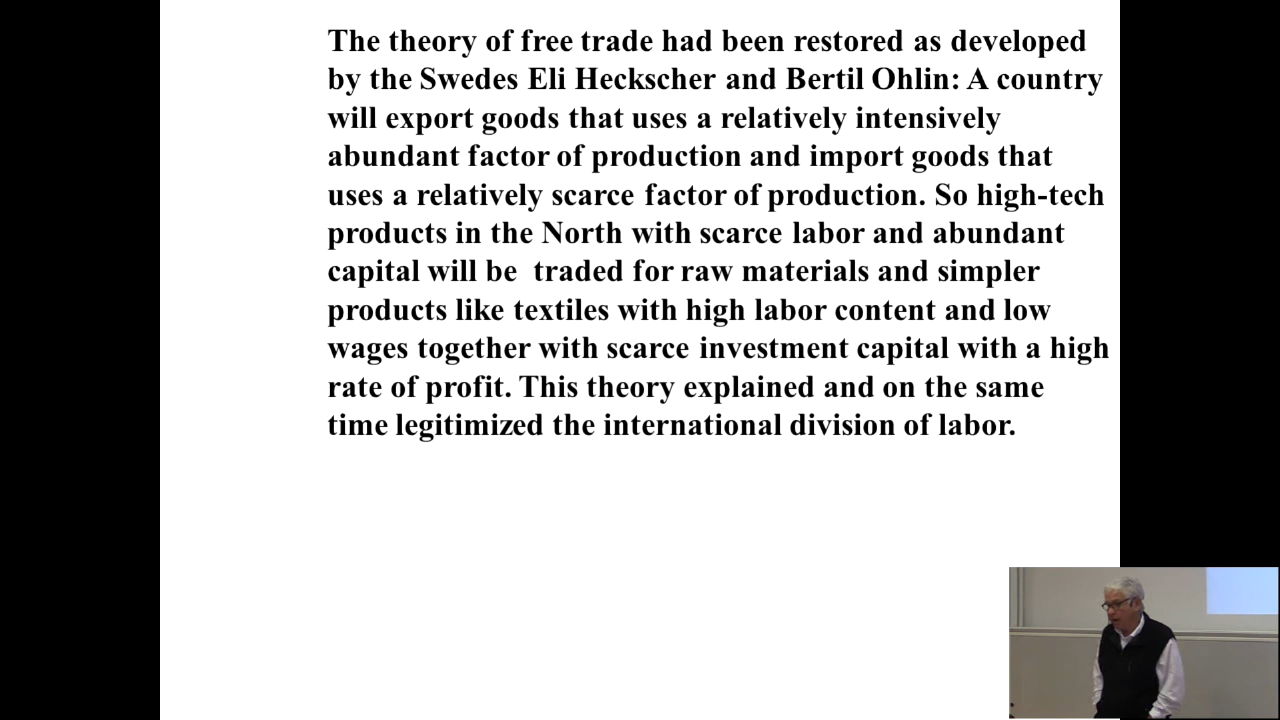 The theory of free trade had been restored as developed
by the Swedes Eli Heckscher and Bertil Ohlin: A country
will export goods that uses a relatively intensively
abundant factor of production and import goods that
uses a relatively scarce factor of production. So high-tech
products in the North with scarce labor and abundant
capital will be  traded for raw materials and simpler
products like textiles with high labor content and low
wages together with scarce investment capital with a high
rate of profit. This theory explained and on the same
time legitimized the international division of labor.